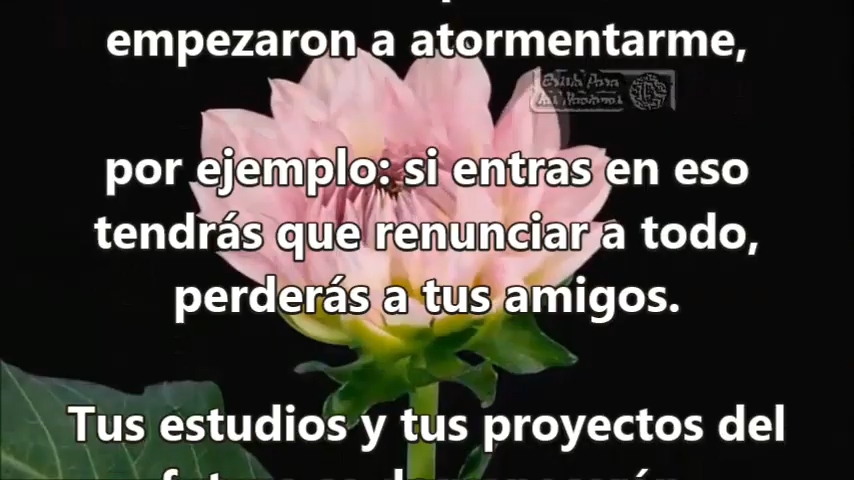 empezaron a atormentarme,
por ejemplo: si entras en eso
tendrás que renunciar a todo,
perderás a tus amigos.
Tus estudios y tus proyectos del